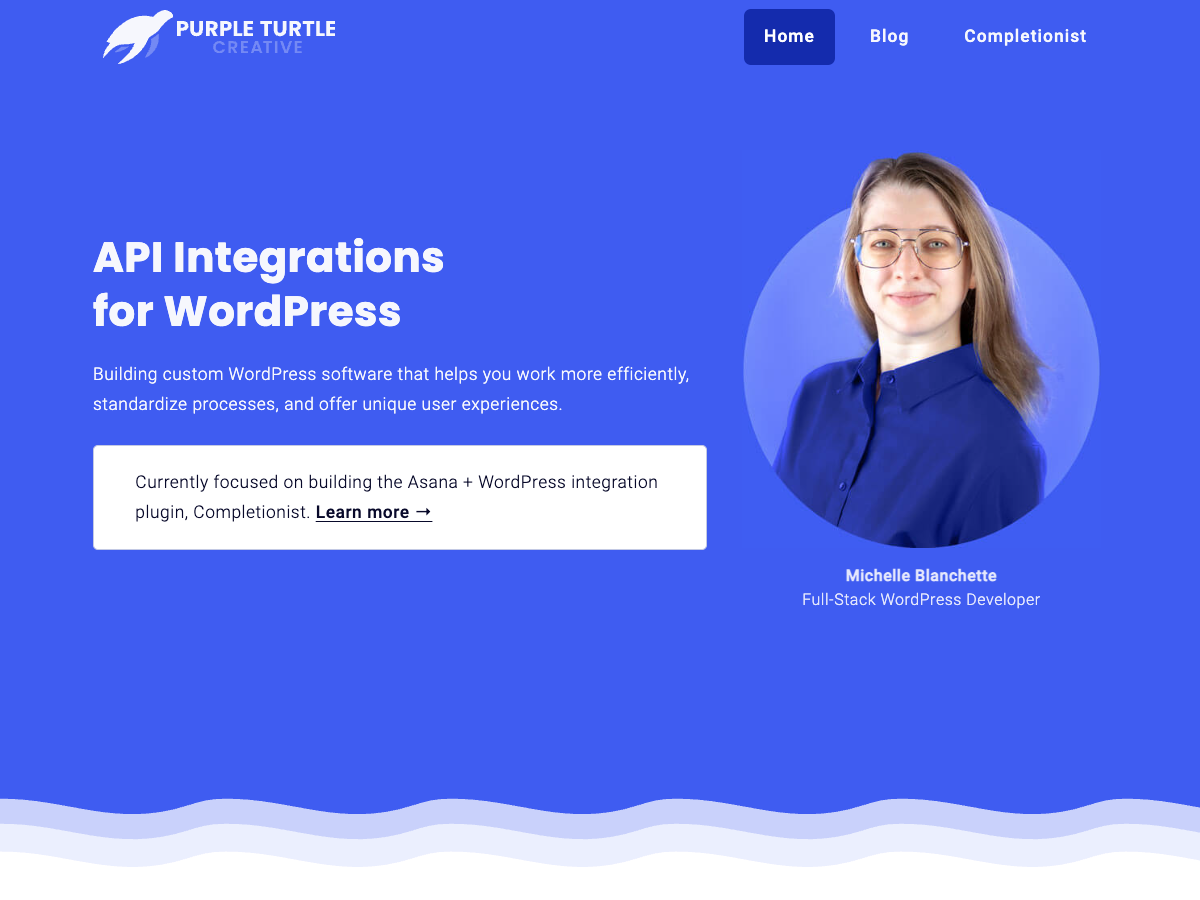 PURPLE TURTLE
CREATIVE
Home
Blog
Completionist
API Integrations
for WordPress
Building custom WordPress software that helps you work more efficiently,
standardize processes, and offer unique user experiences.
Currently focused on building the Asana + WordPress integration
plugin, Completionist. Learn more →
Michelle Blanchette
Full-Stack WordPress Developer